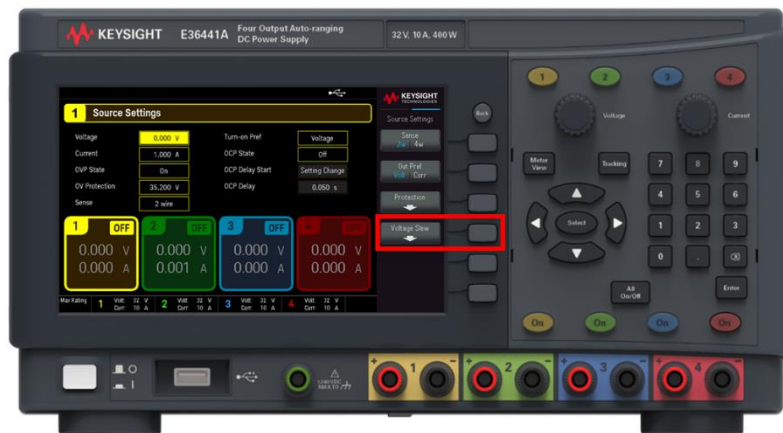 KEYSIGHT E36441A Four Output Auto-ranging
DC Power Supply
32V, 10 A, 400 W
KEYSIGHT
TECHNOLOGIES
1 Source Settings
Source Settings
Back
Voltage 0.000 V Turn-on Pref Voltage
Current 1.000 A OCP State Off
OVP State On OCP Delay Start Setting Change
OV Protection 35.200 V OCP Delay 0.050 s
Sense 2 wire
Sense
2w 4w
Out Pref
Volt Curr
Protection
Voltage Slew
1 OFF 2 OFF 3 OFF 4 OFF
0.000 V 0.000 V 0.000 V 0.000 V
0.000 A 0.001 A 0.000 A 0.000 A
Max Rating 1 Volt 32 V 2 Volt 32 V 3 Volt 32 V 4 Volt 32 V
Curr 10 A Curr 10 A Curr 10 A Curr 10 A
1 2 3 4
Voltage Current
Meter
View
Tracking
7 8 9
4 5 6
Select
1 2 3
0 .
All
On/Off
Enter
On On On On
MAX TO
+ 1 - + 2 - + 3 - + 4 -